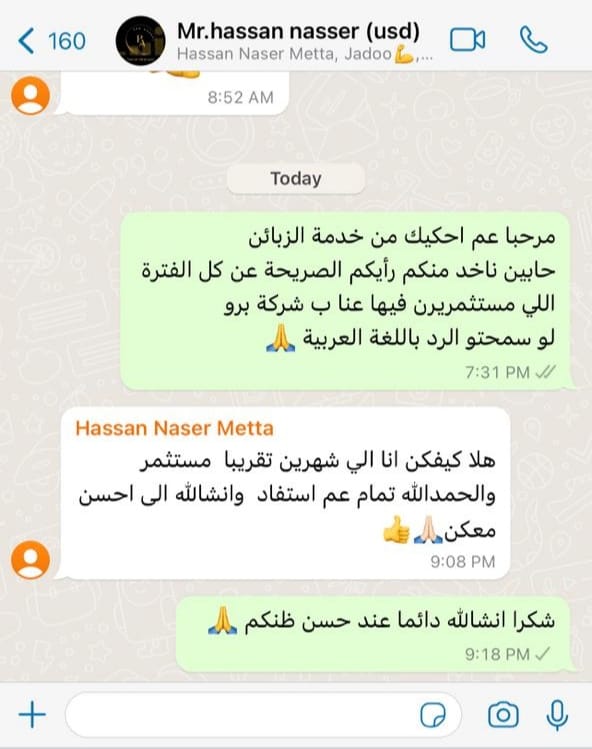 160
Mr.hassan nasser (usd)
Hassan Naser Metta, Jadoo💪,...
8:52 AM
Today
مرحبا عم احكيك من خدمة الزبائن
حابين ناخد منكم رأيكم الصريحة عن كل الفترة
اللي مستثمريرن فيها عنا ب شركة برو
لو سمحتو الرد باللغة العربية 🙏
7:31 PM
Hassan Naser Metta
هلا كيفكن انا الي شهرين تقريبا مستثمر
والحمدالله تمام عم استفاد وانشالله الى احسن
معكن🙏🏻👍
9:08 PM
شكرا انشالله دائما عند حسن ظنكم 🙏
9:18 PM